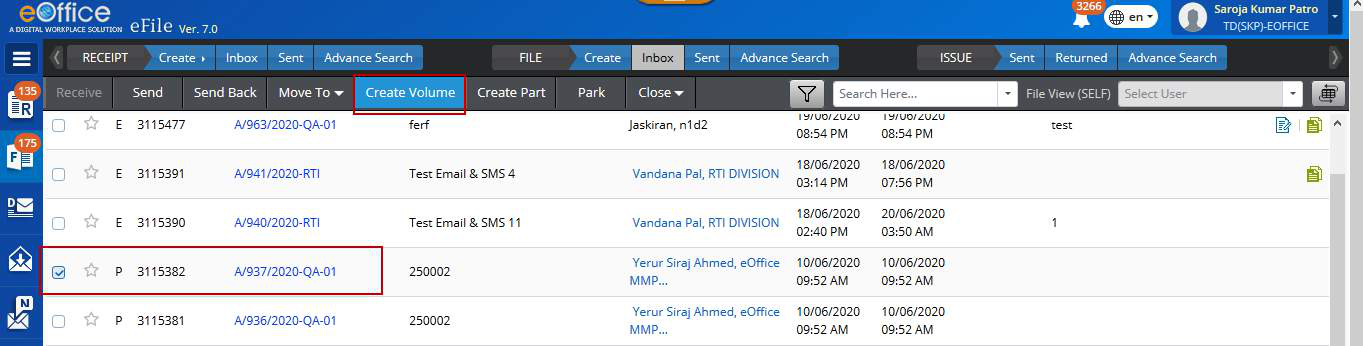 eOffice
A DIGITAL WORKPLACE SOLUTION eFile Ver. 7.0
3266
en
Saroja Kumar Patro
TD(SKP)-EOFFICE
RECEIPT Create Inbox Sent Advance Search FILE Create Inbox Sent Advance Search ISSUE Sent Returned Advance Search
Receive Send Send Back Move To Create Volume Create Part Park Close Search Here... File View (SELF) Select User
135
R
175
F
D
N
E 3115477 A/963/2020-QA-01 ferf Jaskiran, n1d2 19/06/2020 19/06/2020 test
08:54 PM 08:54 PM
E 3115391 A/941/2020-RTI Test Email & SMS 4 Vandana Pal, RTI DIVISION 18/06/2020 18/06/2020
03:14 PM 07:56 PM
E 3115390 A/940/2020-RTI Test Email & SMS 11 Vandana Pal, RTI DIVISION 18/06/2020 20/06/2020 1
02:40 PM 03:50 AM
P 3115382 A/937/2020-QA-01 250002 Yerur Siraj Ahmed, eOffice MMP... 10/06/2020 10/06/2020
09:52 AM 09:52 AM
P 3115381 A/936/2020-QA-01 250002 Yerur Siraj Ahmed, eOffice MMP... 10/06/2020 10/06/2020
09:52 AM 09:52 AM